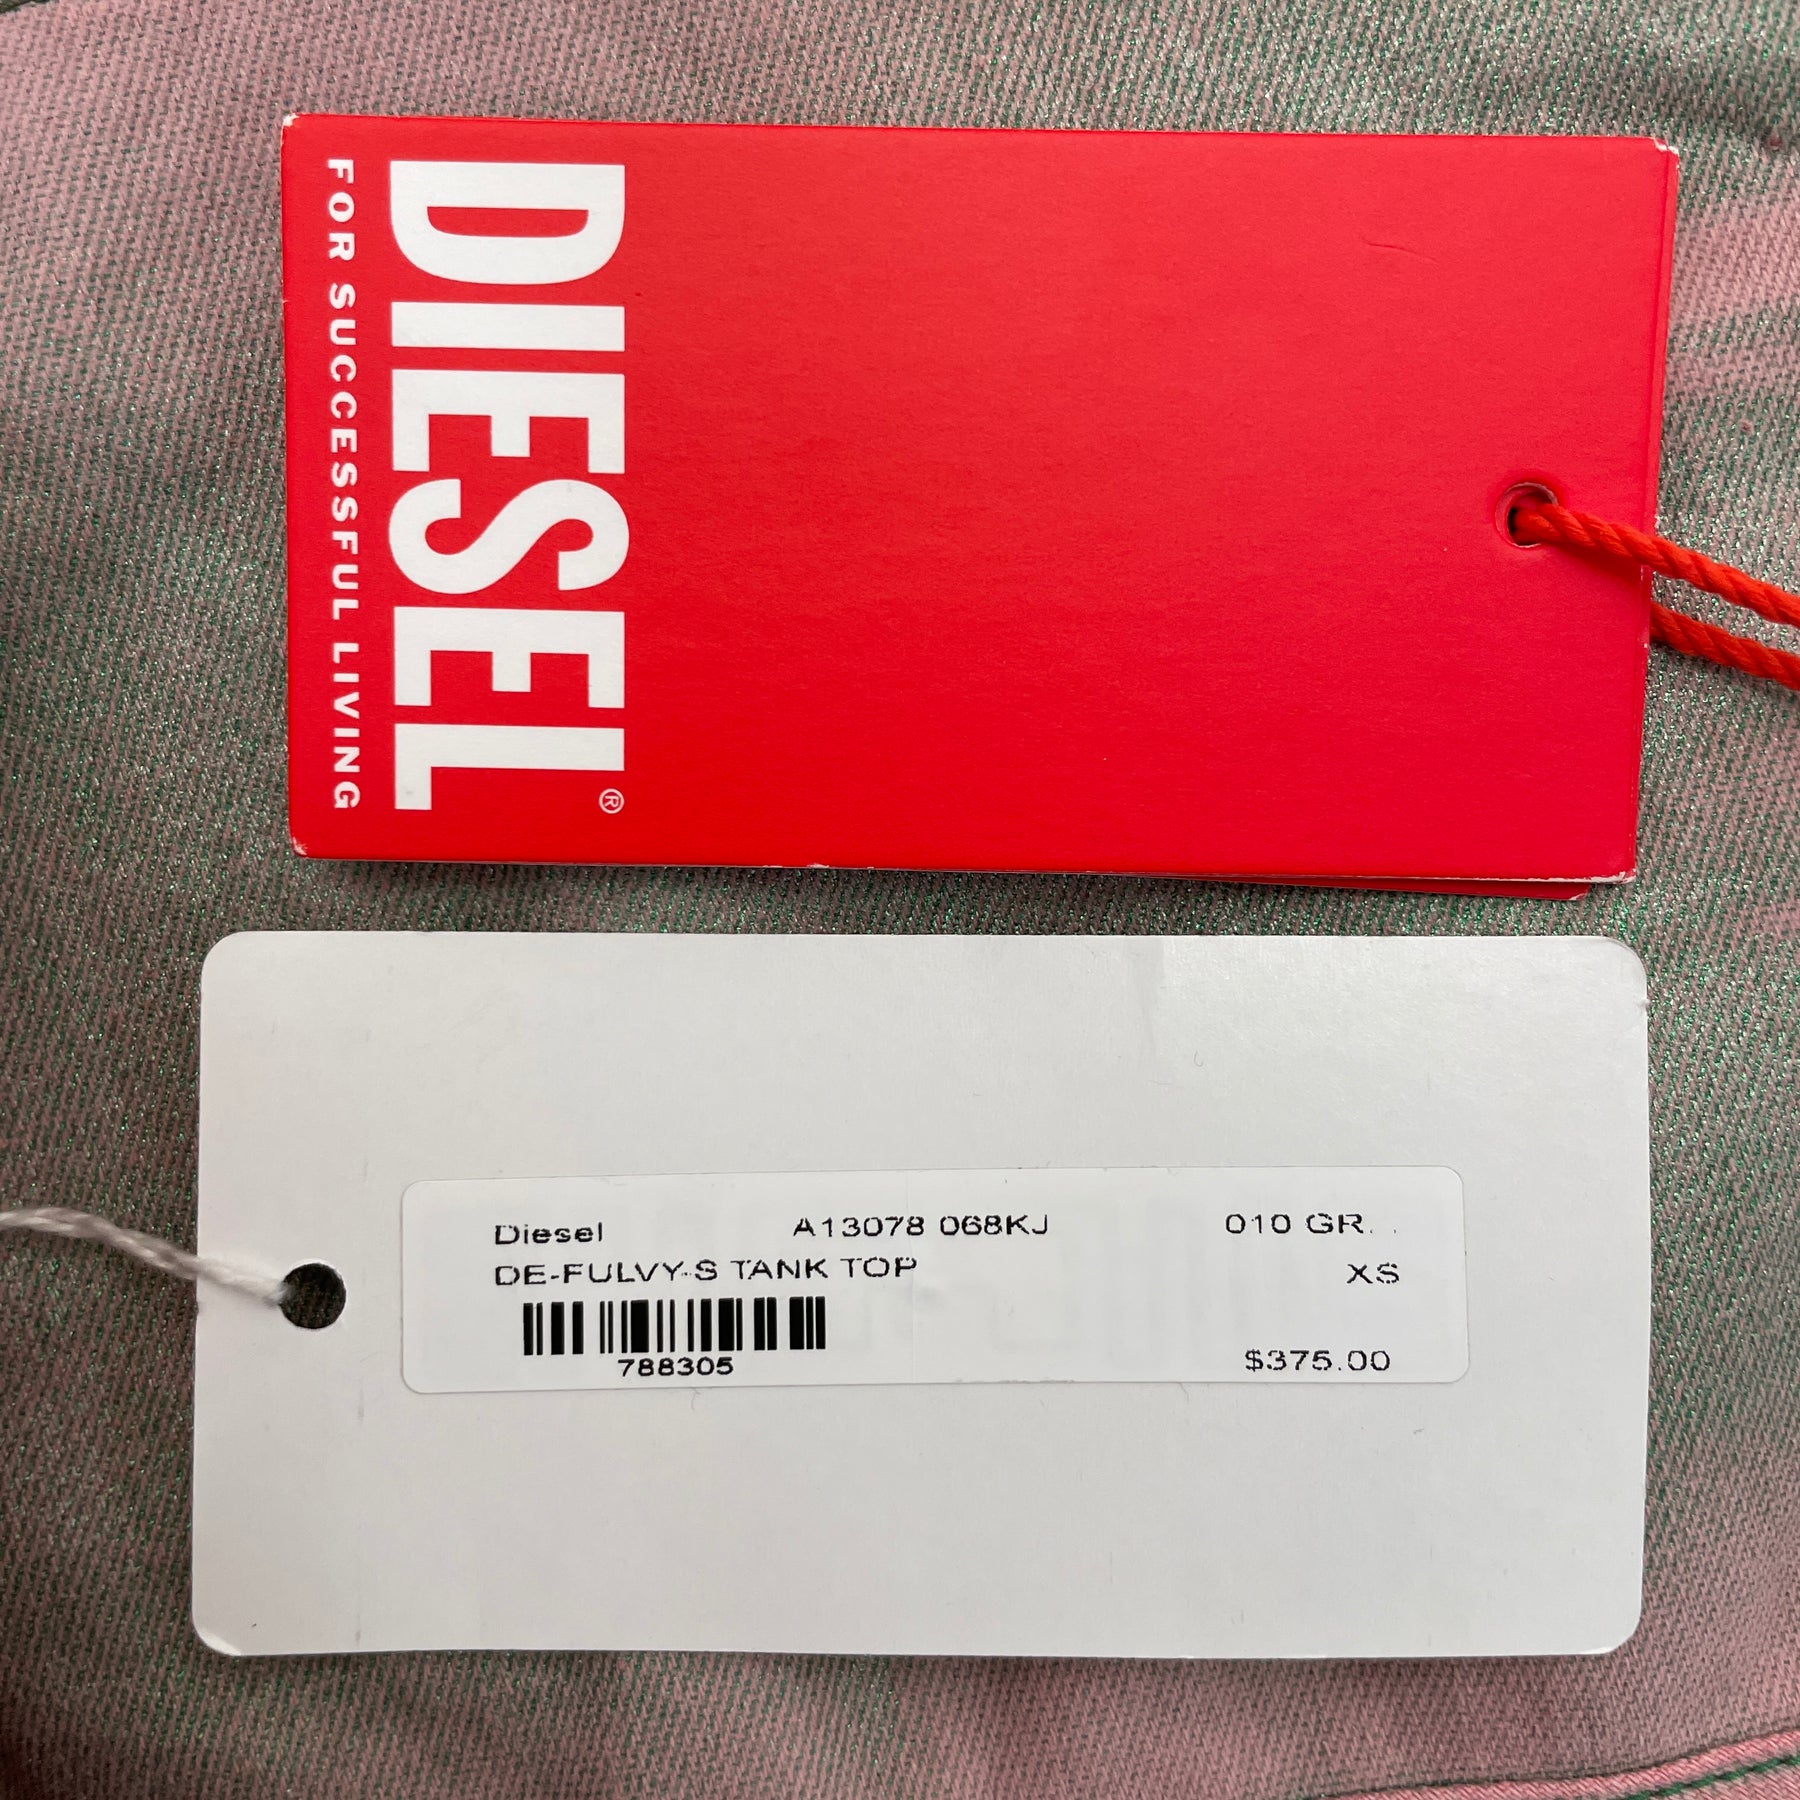 DIESEL®
FOR SUCCESSFUL LIVING
Diesel A13078 068KJ 010 GR. .
DE-FULVY-S TANK TOP XS
788305 $375.00